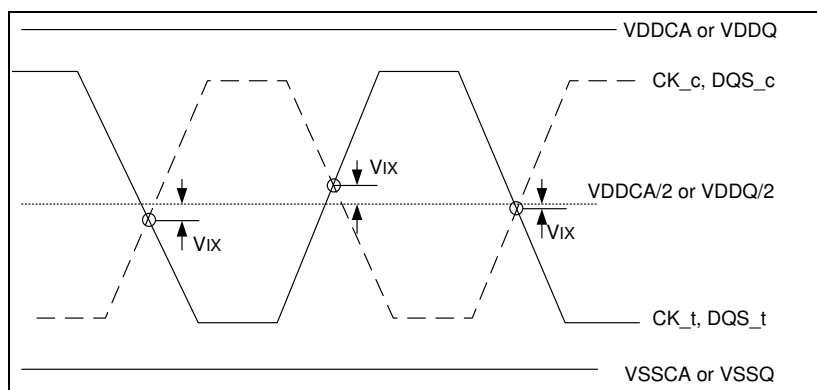 VDDCA or VDDQ
CK_c, DQS_c
VIX
VDDCA/2 or VDDQ/2
VIX
VIX
CK_t, DQS_t
VSSCA or VSSQ